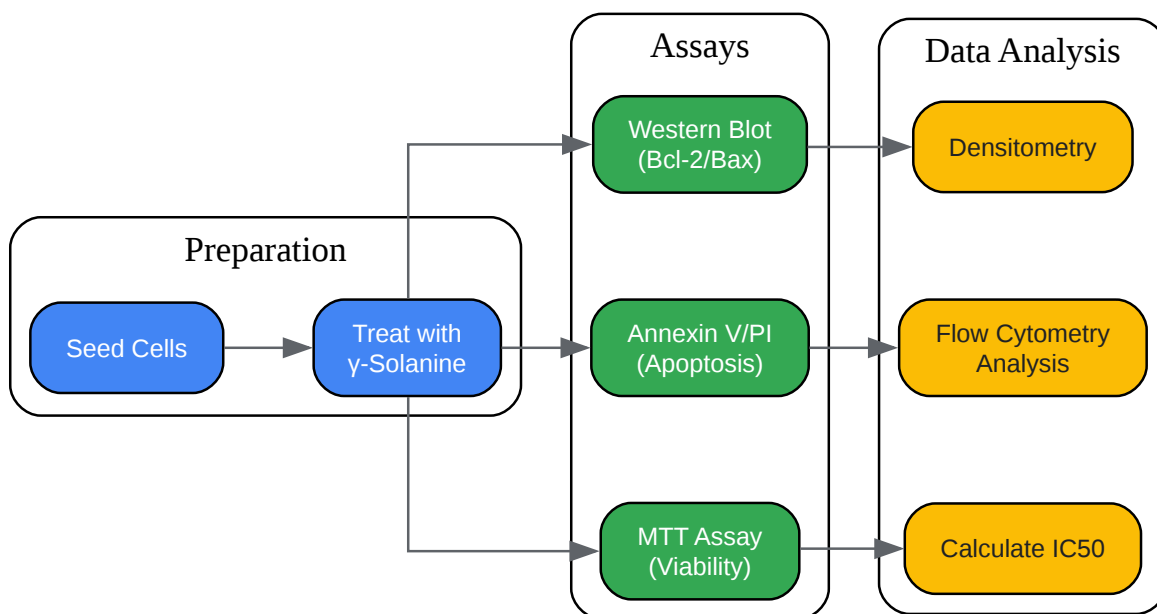 Assays
Data Analysis
Western Blot
(Bcl-2/Bax)
Densitometry
Preparation
Seed Cells
Treat with
γ-Solanine
Annexin V/PI
(Apoptosis)
Flow Cytometry
Analysis
MTT Assay
(Viability)
Calculate IC50